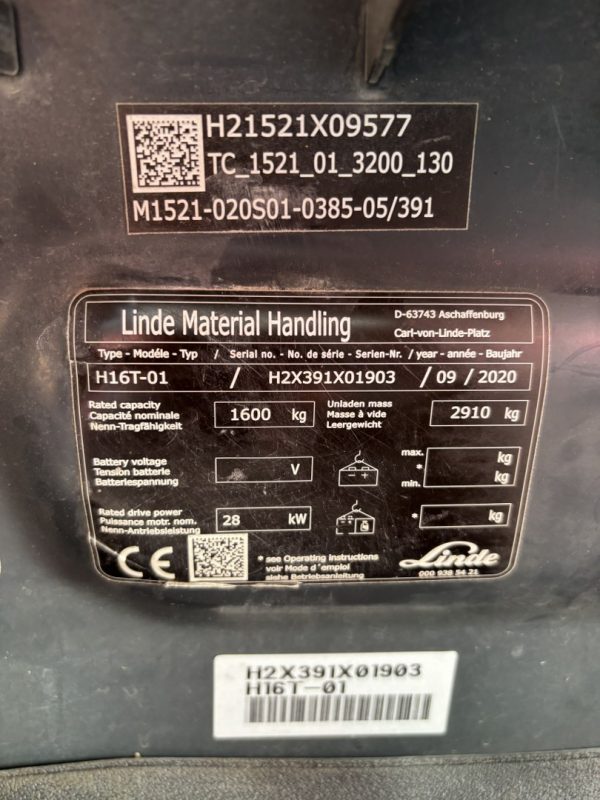 H21521X09577
TC_1521_01_3200_130
M1521-020S01-0385-05/391
Linde Material Handling
D-63743 Aschaffenburg
Carl-von-Linde-Platz
Type - Modéle - Typ / Serial no. - No. de série - Serien-Nr. / year - année - Baujahr
H16T-01 / H2X391X01903 / 09 / 2020
Rated capacity
Capacité nominale
Nenn-Tragfähigkeit
1600 kg
Unladen mass
Masse à vide
Leergewicht
2910 kg
Battery voltage
Tension batterie
Batteriespannung
V
max. kg
*
min. kg
Rated drive power
Puissance motr. nom.
Nenn-Antriebsleistung
28 kW
* kg
CE
* see Operating instructions
voir Mode d'emploi
siehe Betriebsanleitung
Linde
000 938 54 21
H2X391X01903
H16T-01